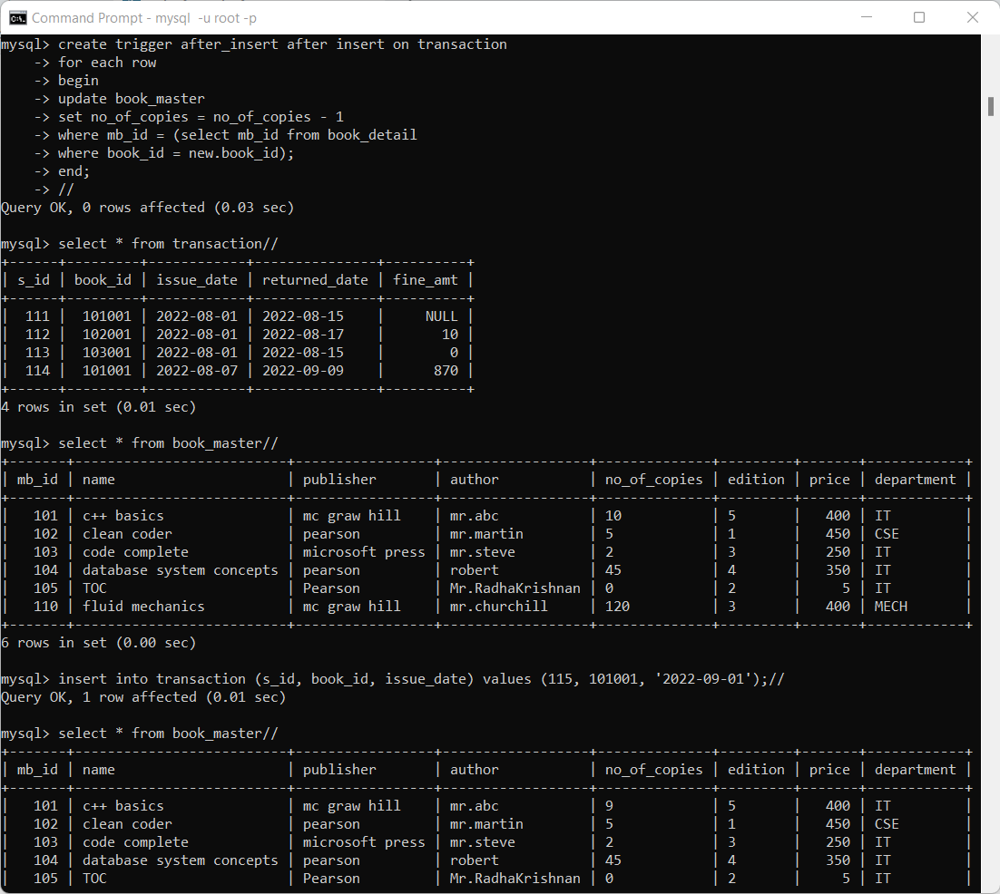 Command Prompt - mysql  -u root -p
mysql> create trigger after_insert after insert on transaction
    -> for each row
    -> begin
    -> update book_master
    -> set no_of_copies = no_of_copies - 1
    -> where mb_id = (select mb_id from book_detail
    -> where book_id = new.book_id);
    -> end;
    -> //
Query OK, 0 rows affected (0.03 sec)

mysql> select * from transaction//
+------+---------+------------+---------------+----------+
| s_id | book_id | issue_date | returned_date | fine_amt |
+------+---------+------------+---------------+----------+
|  111 |  101001 | 2022-08-01 | 2022-08-15    |     NULL |
|  112 |  102001 | 2022-08-01 | 2022-08-17    |       10 |
|  113 |  103001 | 2022-08-01 | 2022-08-15    |        0 |
|  114 |  101001 | 2022-08-07 | 2022-09-09    |      870 |
+------+---------+------------+---------------+----------+
4 rows in set (0.01 sec)

mysql> select * from book_master//
+-------+--------------------------+-----------------+------------------+--------------+---------+-------+------------+
| mb_id | name                     | publisher       | author           | no_of_copies | edition | price | department |
+-------+--------------------------+-----------------+------------------+--------------+---------+-------+------------+
|   101 | c++ basics               | mc graw hill    | mr.abc           | 10           | 5       |   400 | IT         |
|   102 | clean coder              | pearson         | mr.martin        | 5            | 1       |   450 | CSE        |
|   103 | code complete            | microsoft press | mr.steve         | 2            | 3       |   250 | IT         |
|   104 | database system concepts | pearson         | robert           | 45           | 4       |   350 | IT         |
|   105 | TOC                      | Pearson         | Mr.RadhaKrishnan | 0            | 2       |     5 | IT         |
|   110 | fluid mechanics          | mc graw hill    | mr.churchill     | 120          | 3       |   400 | MECH       |
+-------+--------------------------+-----------------+------------------+--------------+---------+-------+------------+
6 rows in set (0.00 sec)

mysql> insert into transaction (s_id, book_id, issue_date) values (115, 101001, '2022-09-01');//
Query OK, 1 row affected (0.01 sec)

mysql> select * from book_master//
+-------+--------------------------+-----------------+------------------+--------------+---------+-------+------------+
| mb_id | name                     | publisher       | author           | no_of_copies | edition | price | department |
+-------+--------------------------+-----------------+------------------+--------------+---------+-------+------------+
|   101 | c++ basics               | mc graw hill    | mr.abc           | 9            | 5       |   400 | IT         |
|   102 | clean coder              | pearson         | mr.martin        | 5            | 1       |   450 | CSE        |
|   103 | code complete            | microsoft press | mr.steve         | 2            | 3       |   250 | IT         |
|   104 | database system concepts | pearson         | robert           | 45           | 4       |   350 | IT         |
|   105 | TOC                      | Pearson         | Mr.RadhaKrishnan | 0            | 2       |     5 | IT         |